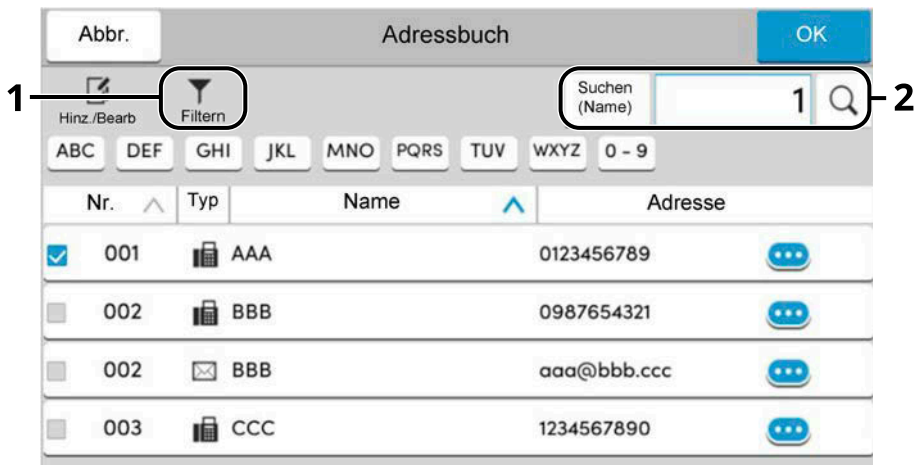 Abbr. Adressbuch OK
1 Hinz./Bearb Filtern Suchen (Name) 1 2
ABC DEF GHI JKL MNO PQRS TUV WXYZ 0 - 9
Nr. Typ Name Adresse
001 AAA 0123456789
002 BBB 0987654321
002 BBB aaa@bbb.ccc
003 CCC 1234567890